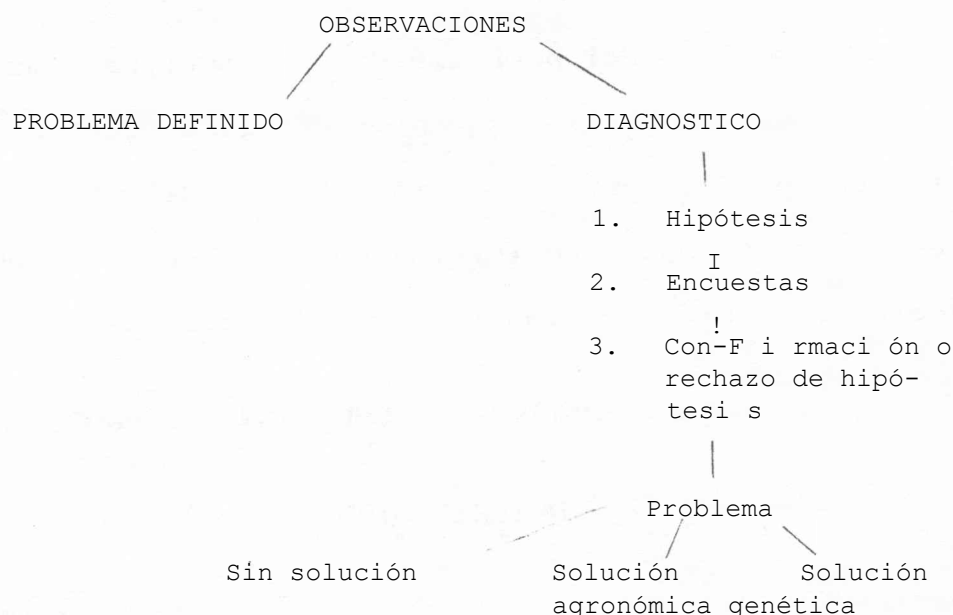 OBSERVACIONES
PROBLEMA DEFINIDO DIAGNOSTICO
1. Hipótesis
I
2. Encuestas
!
3. Con-F i rmaci ón o
rechazo de hipó-
tesi s
Problema
Sin solución Solución Solución
agronómica genética